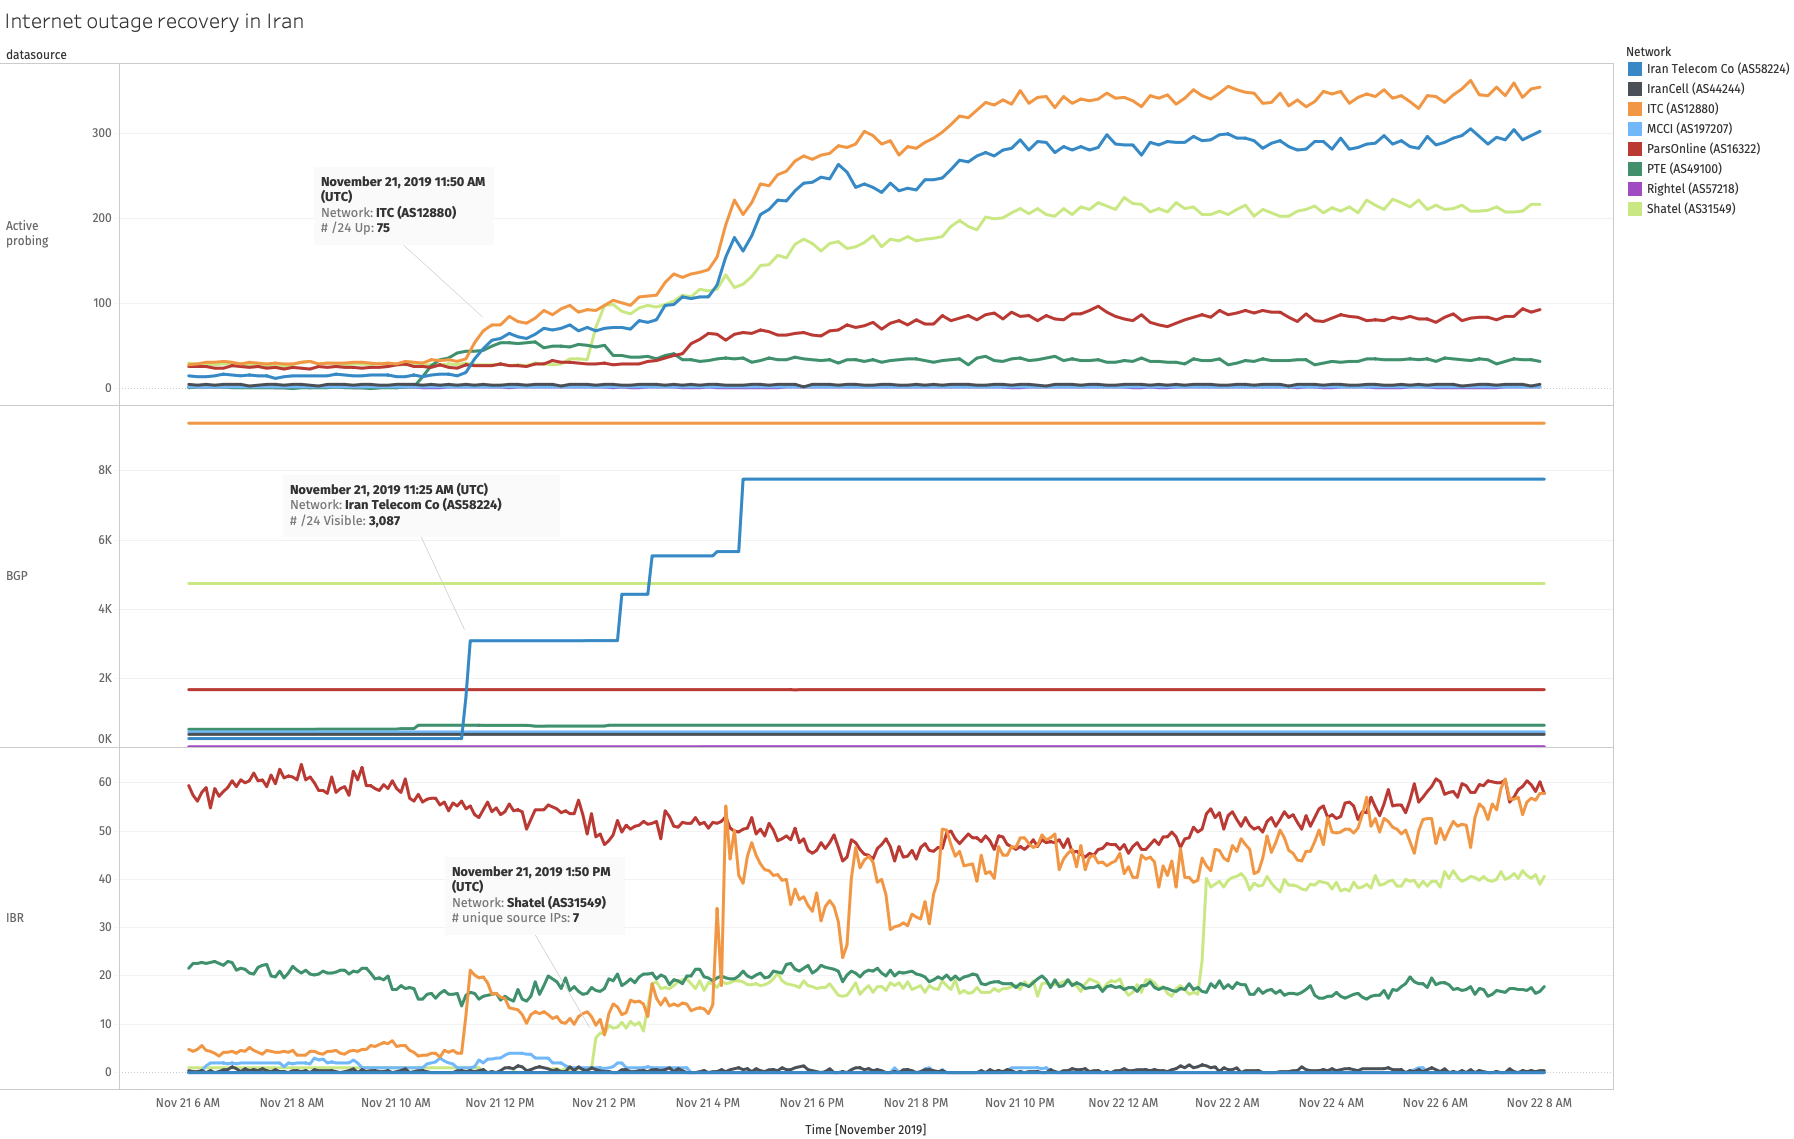 Internet outage recovery in Iran
datasource
Network
Iran Telecom Co (AS58224)
IranCell (AS44244)
ITC (AS12880)
MCCI (AS197207)
ParsOnline (AS16322)
PTE (AS49100)
Rightel (AS57218)
Shatel (AS31549)
Active
probing
300
200
100
0
November 21, 2019 11:50 AM
(UTC)
Network: ITC (AS12880)
# /24 Up: 75
BGP
8K
6K
4K
2K
0K
November 21, 2019 11:25 AM (UTC)
Network: Iran Telecom Co (AS58224)
# /24 Visible: 3,087
IBR
60
50
40
30
20
10
0
November 21, 2019 1:50 PM
(UTC)
Network: Shatel (AS31549)
# unique source IPs: 7
Nov 21 6 AM
Nov 21 8 AM
Nov 21 10 AM
Nov 21 12 PM
Nov 21 2 PM
Nov 21 4 PM
Nov 21 6 PM
Nov 21 8 PM
Nov 21 10 PM
Nov 22 12 AM
Nov 22 2 AM
Nov 22 4 AM
Nov 22 6 AM
Nov 22 8 AM
Time [November 2019]